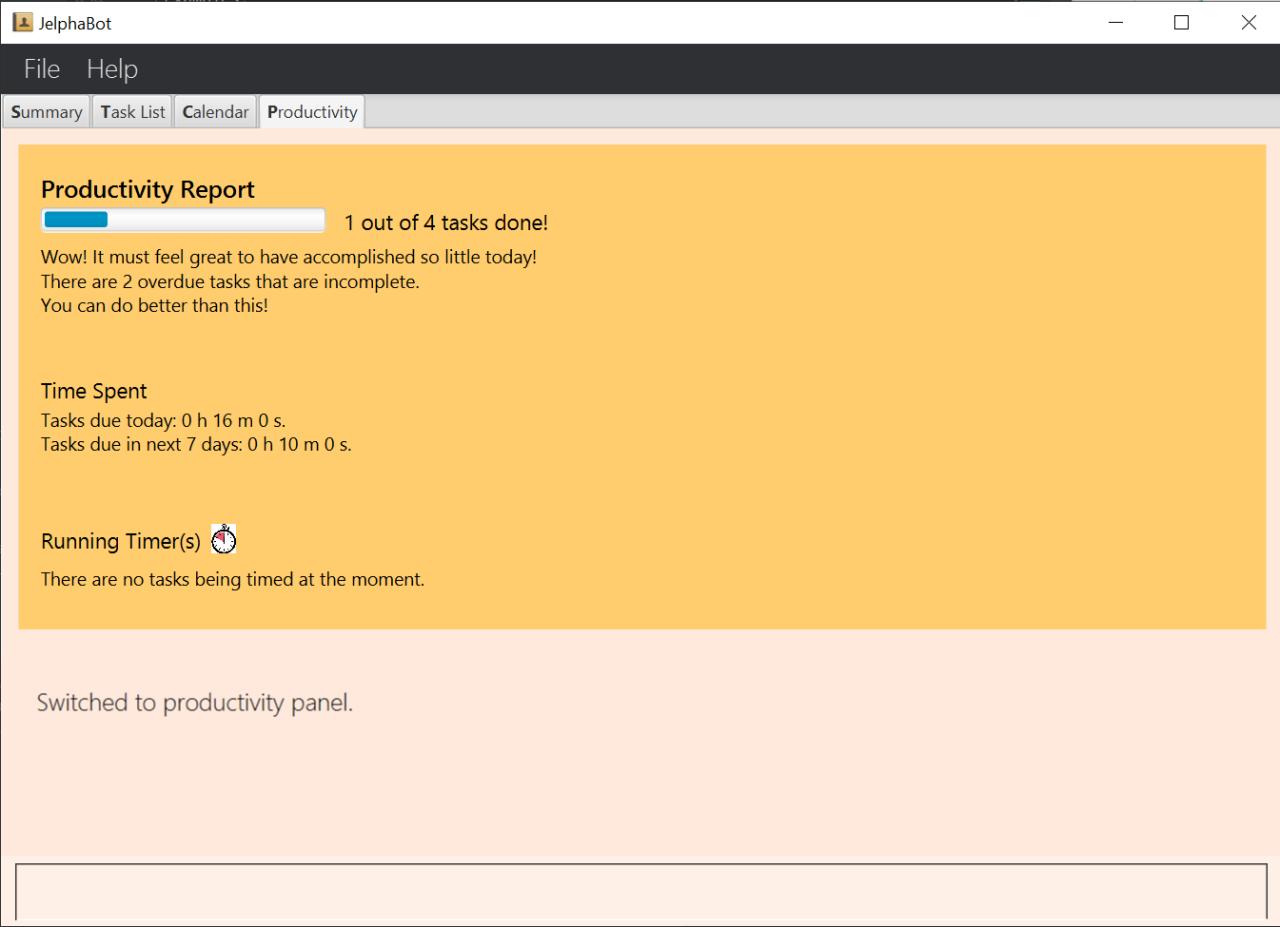 JelphaBot
File Help
Summary Task List Calendar Productivity
Productivity Report
1 out of 4 tasks done!
Wow! It must feel great to have accomplished so little today!
There are 2 overdue tasks that are incomplete.
You can do better than this!
Time Spent
Tasks due today: 0 h 16 m 0 s.
Tasks due in next 7 days: 0 h 10 m 0 s.
Running Timer(s)
There are no tasks being timed at the moment.
Switched to productivity panel.